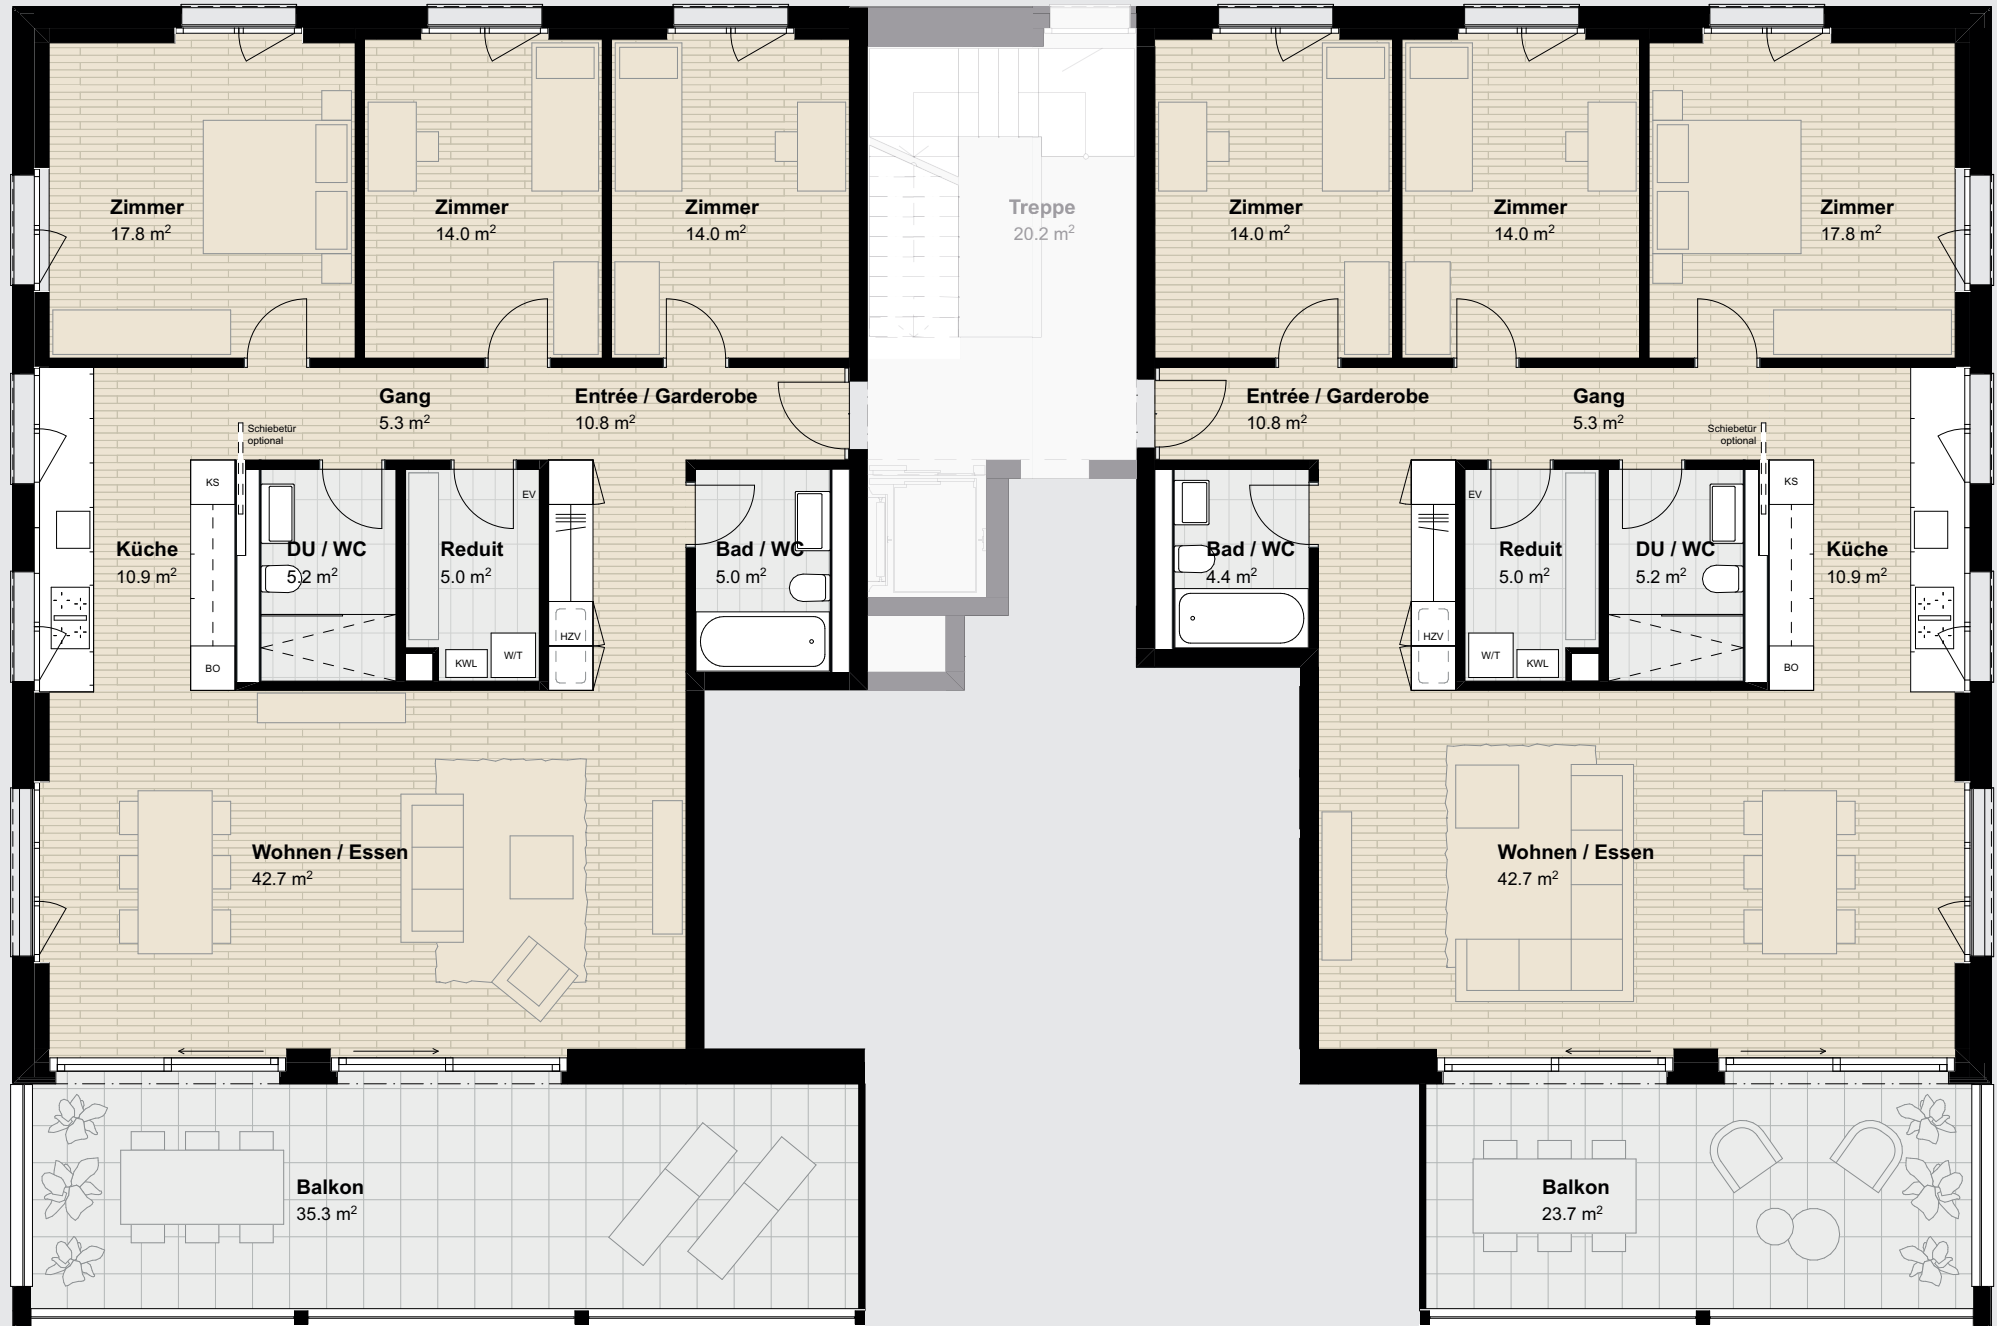 Zimmer
17.8 m²
Zimmer
14.0 m²
Zimmer
14.0 m²
Treppe
20.2 m²
Zimmer
14.0 m²
Zimmer
14.0 m²
Zimmer
17.8 m²
Gang
5.3 m²
Entrée / Garderobe
10.8 m²
Entrée / Garderobe
10.8 m²
Gang
5.3 m²
Schiebetür
optional
Schiebetür
optional
KS
EV
EV
KS
Küche
10.9 m²
DU / WC
5.2 m²
Reduit
5.0 m²
Bad / WC
5.0 m²
Bad / WC
4.4 m²
Reduit
5.0 m²
DU / WC
5.2 m²
Küche
10.9 m²
HZV
HZV
BO
KWL
W/T
W/T
KWL
BO
Wohnen / Essen
42.7 m²
Wohnen / Essen
42.7 m²
Balkon
35.3 m²
Balkon
23.7 m²